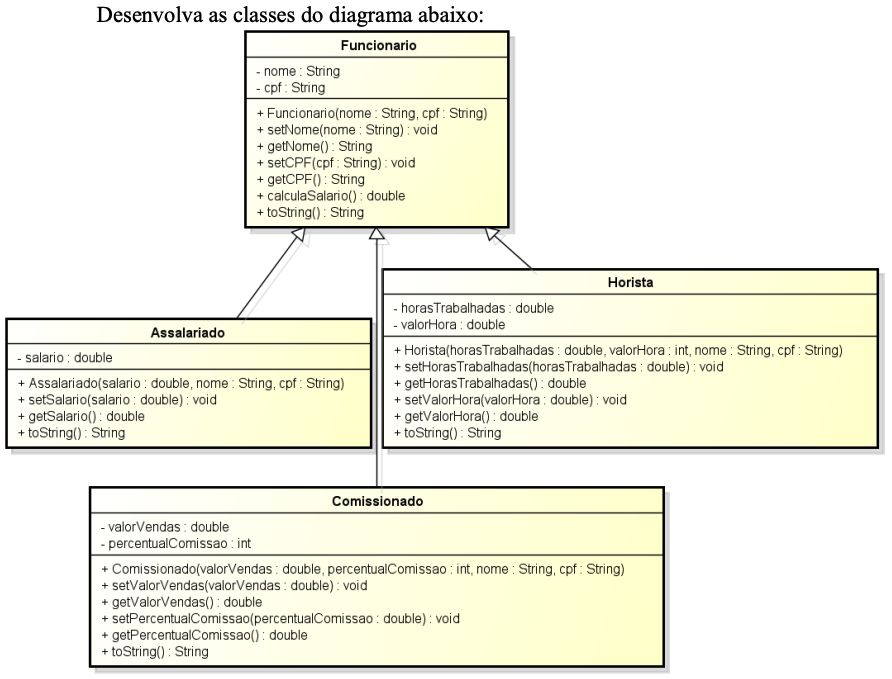 Desenvolva as classes do diagrama abaixo:
Funcionario
- nome : String
- cpf : String
+ Funcionario(nome : String, cpf : String)
+ setNome(nome : String) : void
+ getNome() : String
+ setCPF(cpf : String) : void
+ getCPF() : String
+ calculaSalario() : double
+ toString() : String
Assalariado
- salario : double
+ Assalariado(salario : double, nome : String, cpf : String)
+ setSalario(salario : double) : void
+ getSalario() : double
+ toString() : String
Horista
- horasTrabalhadas : double
- valorHora : double
+ Horista(horasTrabalhadas : double, valorHora : int, nome : String, cpf : String)
+ setHorasTrabalhadas(horasTrabalhadas : double) : void
+ getHorasTrabalhadas() : double
+ setValorHora(valorHora : double) : void
+ getValorHora() : double
+ toString() : String
Comissionado
- valorVendas : double
- percentualComissao : int
+ Comissionado(valorVendas : double, percentualComissao : int, nome : String, cpf : String)
+ setValorVendas(valorVendas : double) : void
+ getValorVendas() : double
+ setPercentualComissao(percentualComissao : double) : void
+ getPercentualComissao() : double
+ toString() : String